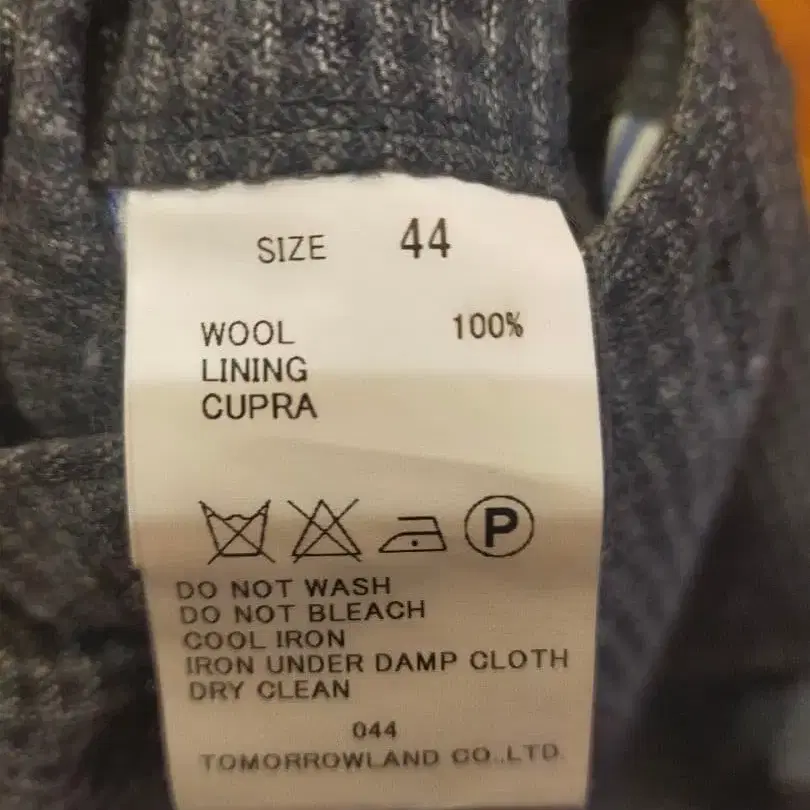 SIZE 44
WOOL 100%
LINING
CUPRA
P
DO NOT WASH
DO NOT BLEACH
COOL IRON
IRON UNDER DAMP CLOTH
DRY CLEAN
044
TOMORROWLAND CO.,LTD.